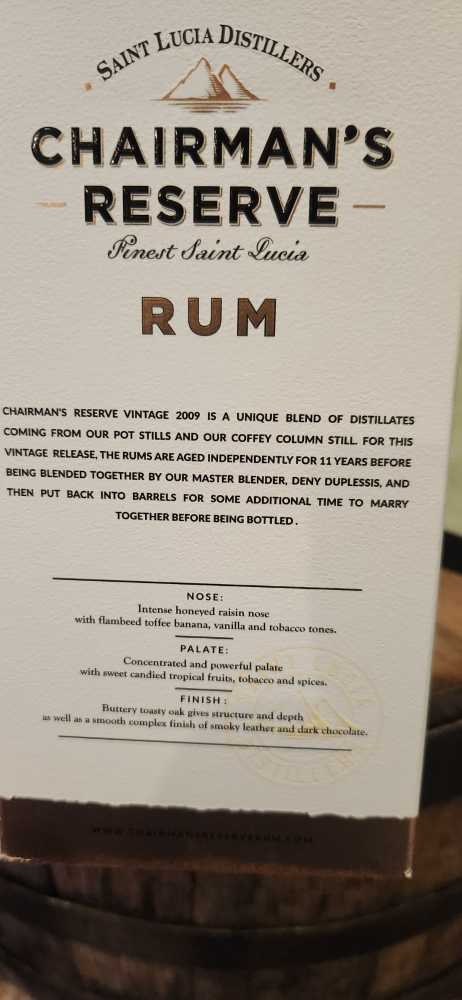 SAINT LUCIA DISTILLERS
CHAIRMAN'S
RESERVE
Finest Saint Lucia
RUM
CHAIRMAN'S RESERVE VINTAGE 2009 IS A UNIQUE BLEND OF DISTILLATES
COMING FROM OUR POT STILLS AND OUR COFFEY COLUMN STILL. FOR THIS
VINTAGE RELEASE, THE RUMS ARE AGED INDEPENDENTLY FOR 11 YEARS BEFORE
BEING BLENDED TOGETHER BY OUR MASTER BLENDER, DENY DUPLESSIS, AND
THEN PUT BACK INTO BARRELS FOR SOME ADDITIONAL TIME TO MARRY
TOGETHER BEFORE BEING BOTTLED.
NOSE:
Intense honeyed raisin nose
with flambeed toffee banana, vanilla and tobacco tones.
PALATE:
Concentrated and powerful palate
with sweet candied tropical fruits, tobacco and spices.
FINISH:
Buttery toasty oak gives structure and depth
as well as a smooth complex finish of smoky leather and dark chocolate.
WWW.CHAIRMANSRESERVERUM.COM